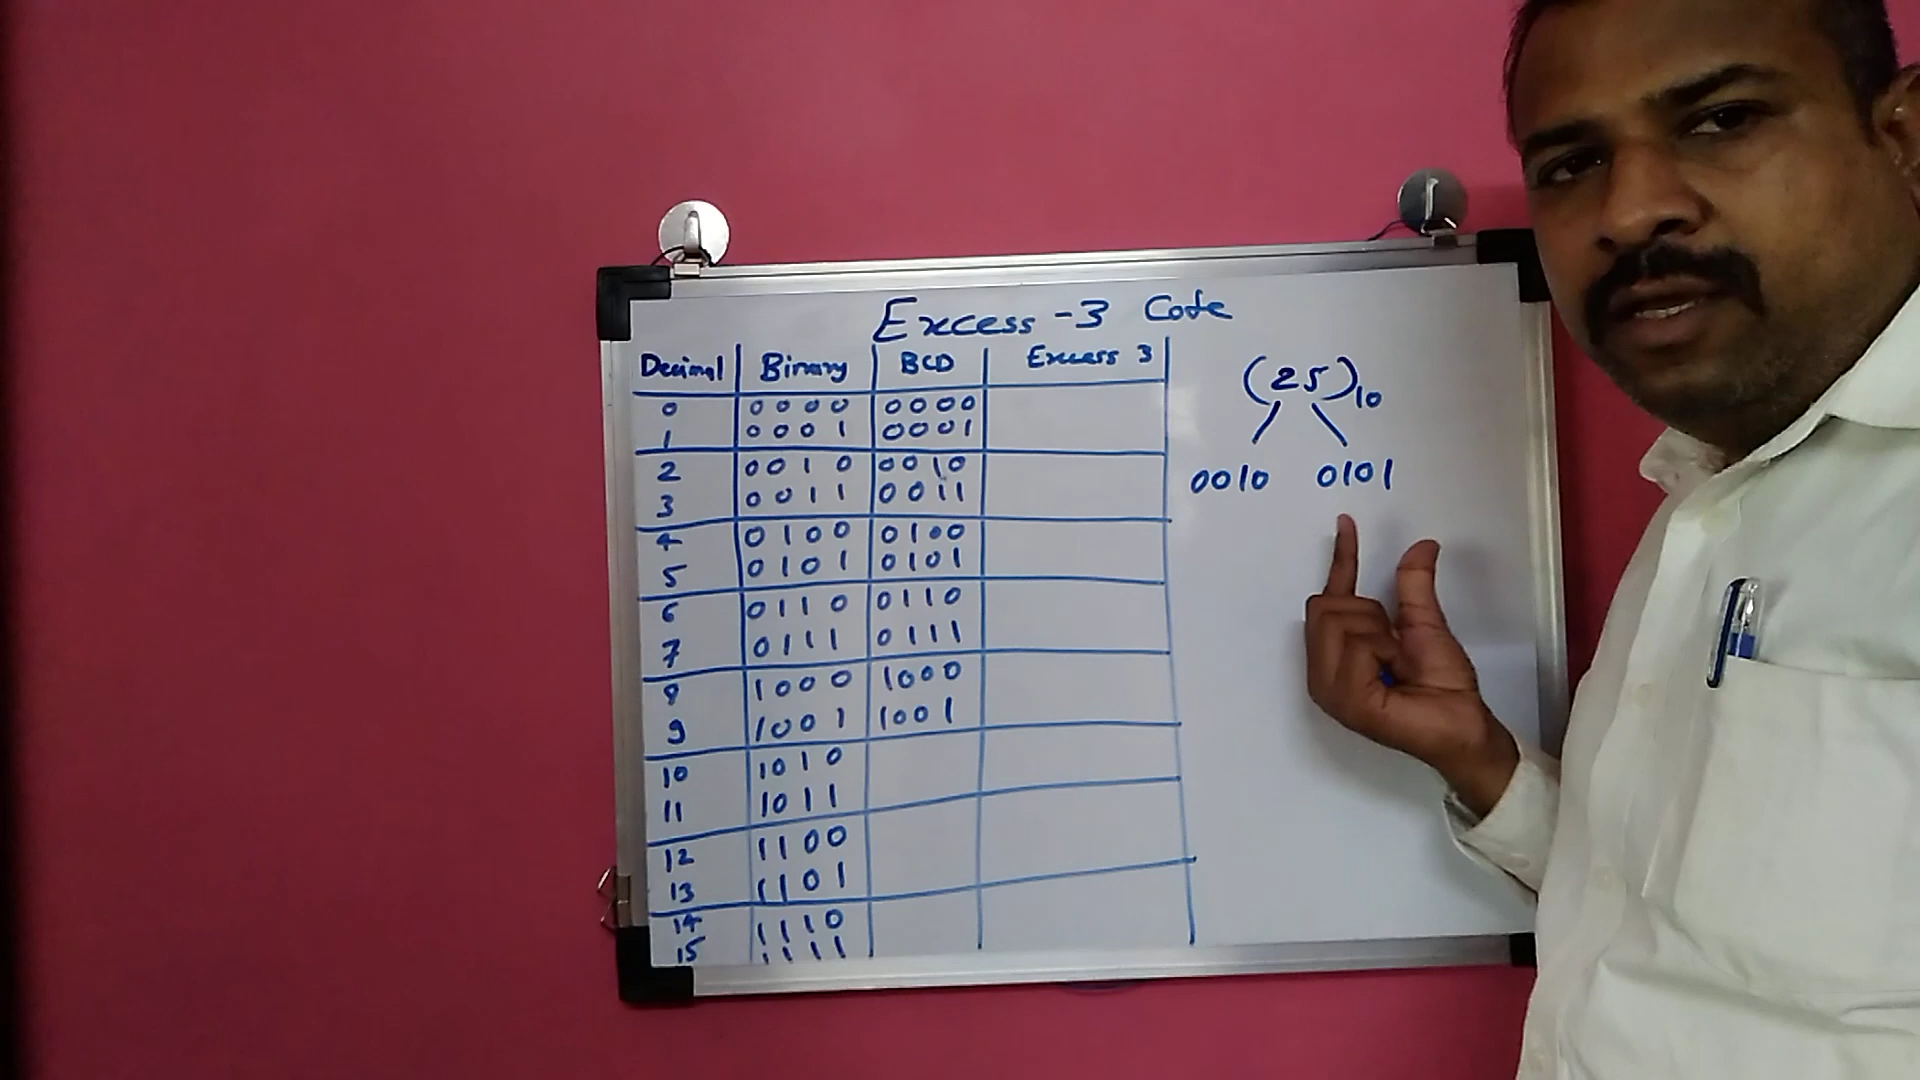 Excess-3 Code
Decimal Binary BCD Excess 3
0 0000 0000
1 0001 0001
2 0010 0010
3 0011 0011
4 0100 0100
5 0101 0101
6 0110 0110
7 0111 0111
8 1000 1000
9 1001 1001
10 1010
11 1011
12 1100
13 1101
14 1110
15 1111
(25)10
0010 0101